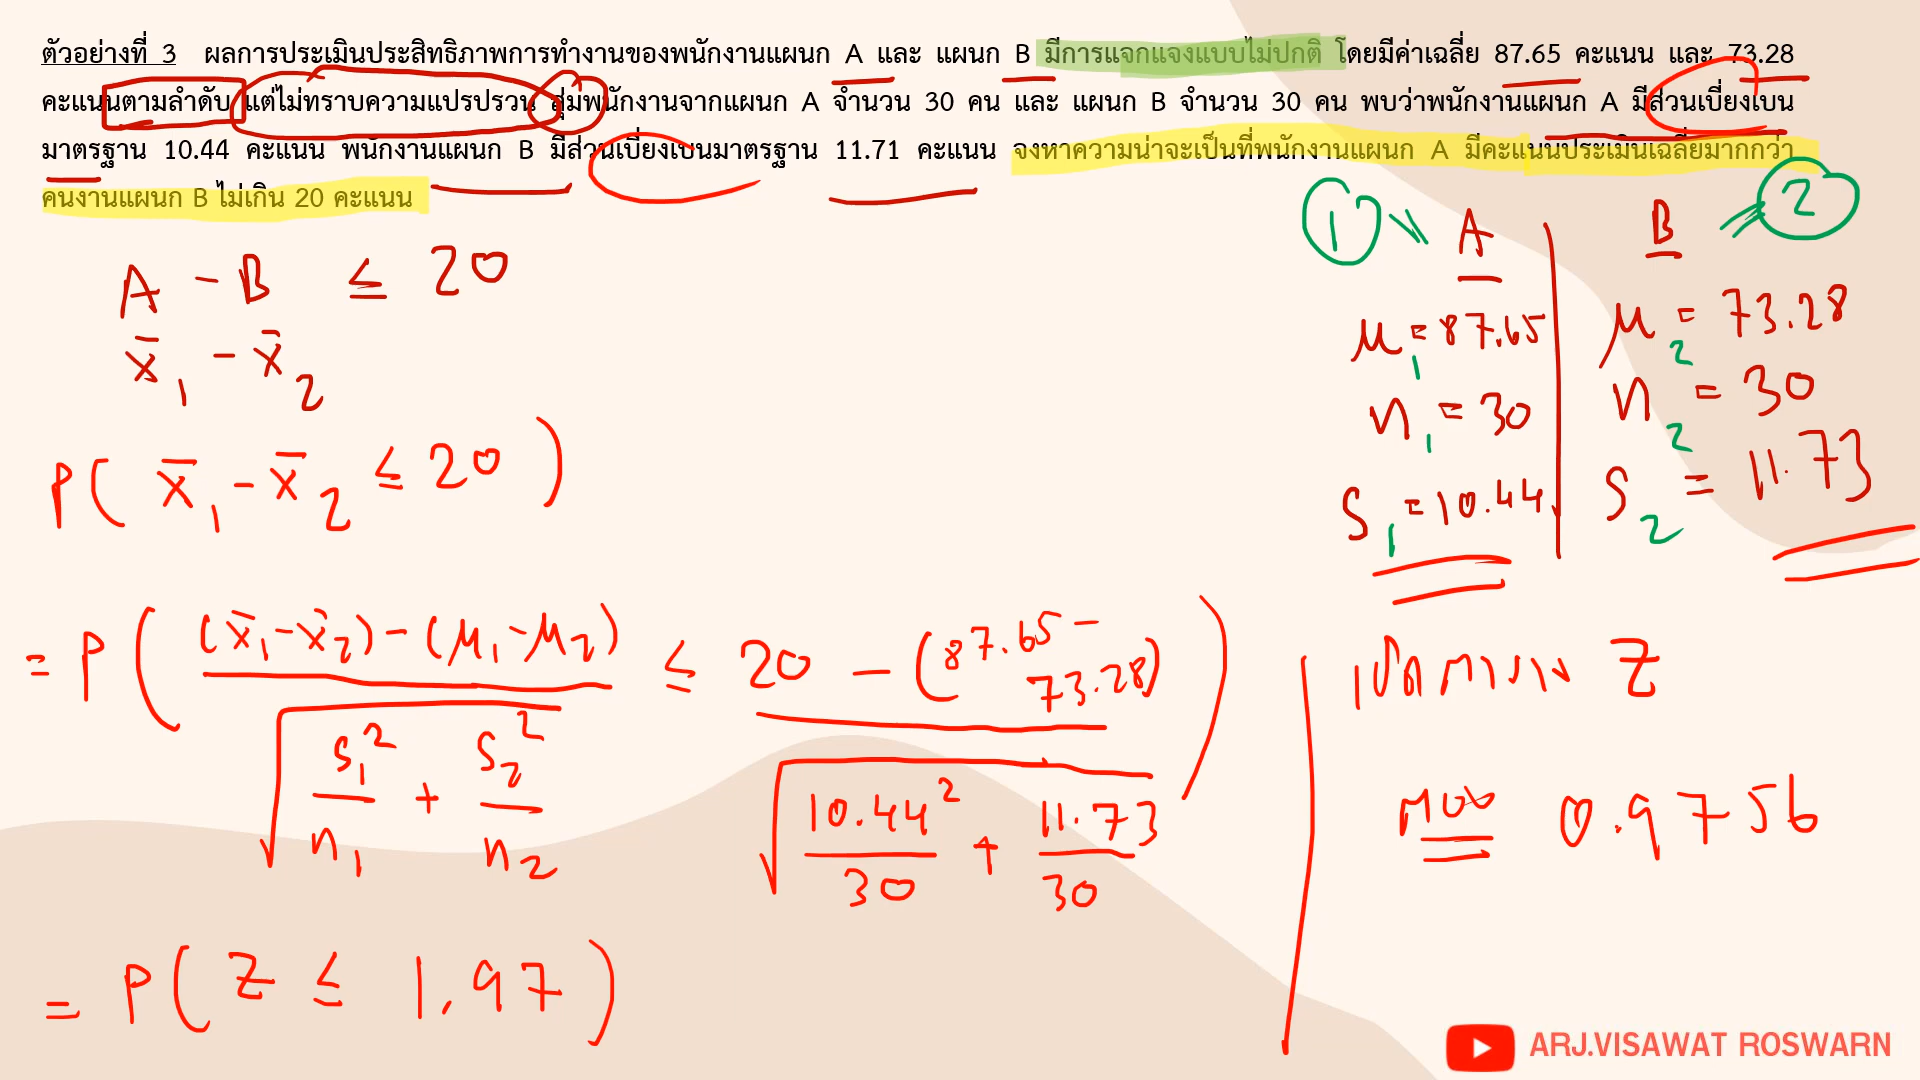 ตัวอย่างที่ 3 ผลการประเมินประสิทธิภาพการทำงานของพนักงานแผนก A และ แผนก B มีการแจกแจงแบบไม่ปกติ โดยมีค่าเฉลี่ย 87.65 คะแนน และ 73.28
คะแนนตามลำดับ แต่ไม่ทราบความแปรปรวน สุ่มพนักงานจากแผนก A จำนวน 30 คน และ แผนก B จำนวน 30 คน พบว่าพนักงานแผนก A มีส่วนเบี่ยงเบน
มาตรฐาน 10.44 คะแนน พนักงานแผนก B มีส่วนเบี่ยงเบนมาตรฐาน 11.71 คะแนน จงหาความน่าจะเป็นที่พนักงานแผนก A มีคะแนนประเมินเฉลี่ยมากกว่า
คนงานแผนก B ไม่เกิน 20 คะแนน
1 A B 2
A - B ≤ 20
x̄₁ - x̄₂
μ₁ = 87.65 μ₂ = 73.28
n₁ = 30 n₂ = 30
S₁ = 10.44 S₂ = 11.73
P( x̄₁ - x̄₂ ≤ 20 )
= P( (x̄₁ - x̄₂) - (μ₁ - μ₂) ≤ 20 - (87.65 - 73.28) )
√ S₁²/n₁ + S₂²/n₂ √ 10.44²/30 + 11.73/30
= P( Z ≤ 1.97 )
เปิดตาราง Z
ตอบ 0.9756
ARJ.VISAWAT ROSWARN